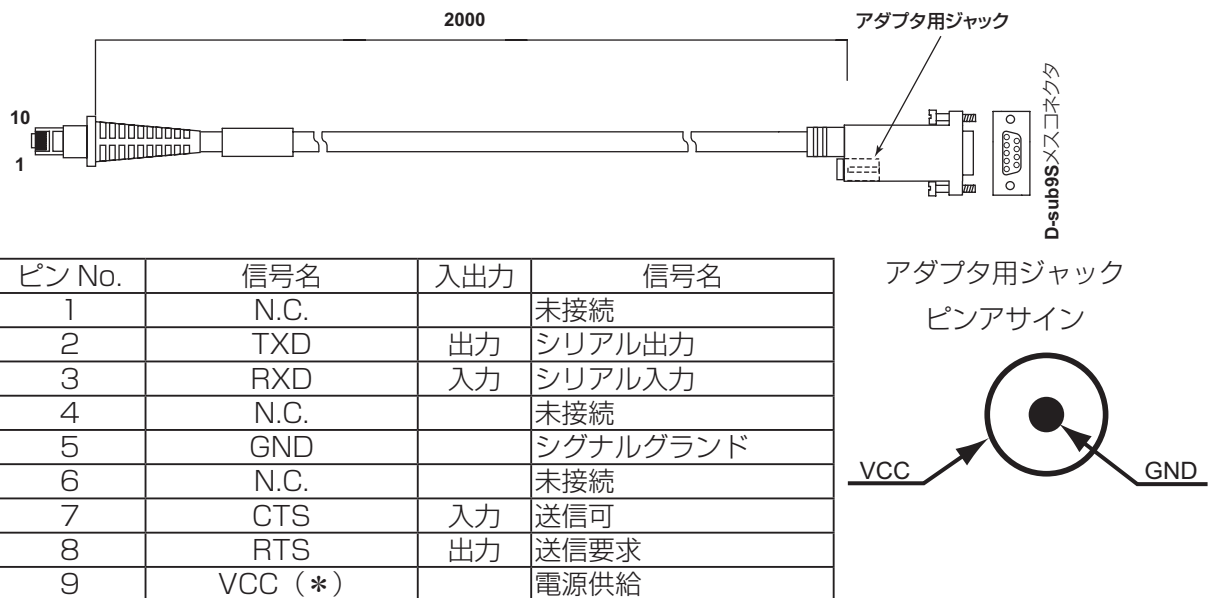 2000
アダプタ用ジャック
10
1
D-sub9Sメスコネクタ
ピン No. 信号名 入出力 信号名
1 N.C. 未接続
2 TXD 出力 シリアル出力
3 RXD 入力 シリアル入力
4 N.C. 未接続
5 GND シグナルグランド
6 N.C. 未接続
7 CTS 入力 送信可
8 RTS 出力 送信要求
9 VCC（*） 電源供給
アダプタ用ジャック
ピンアサイン
VCC
GND